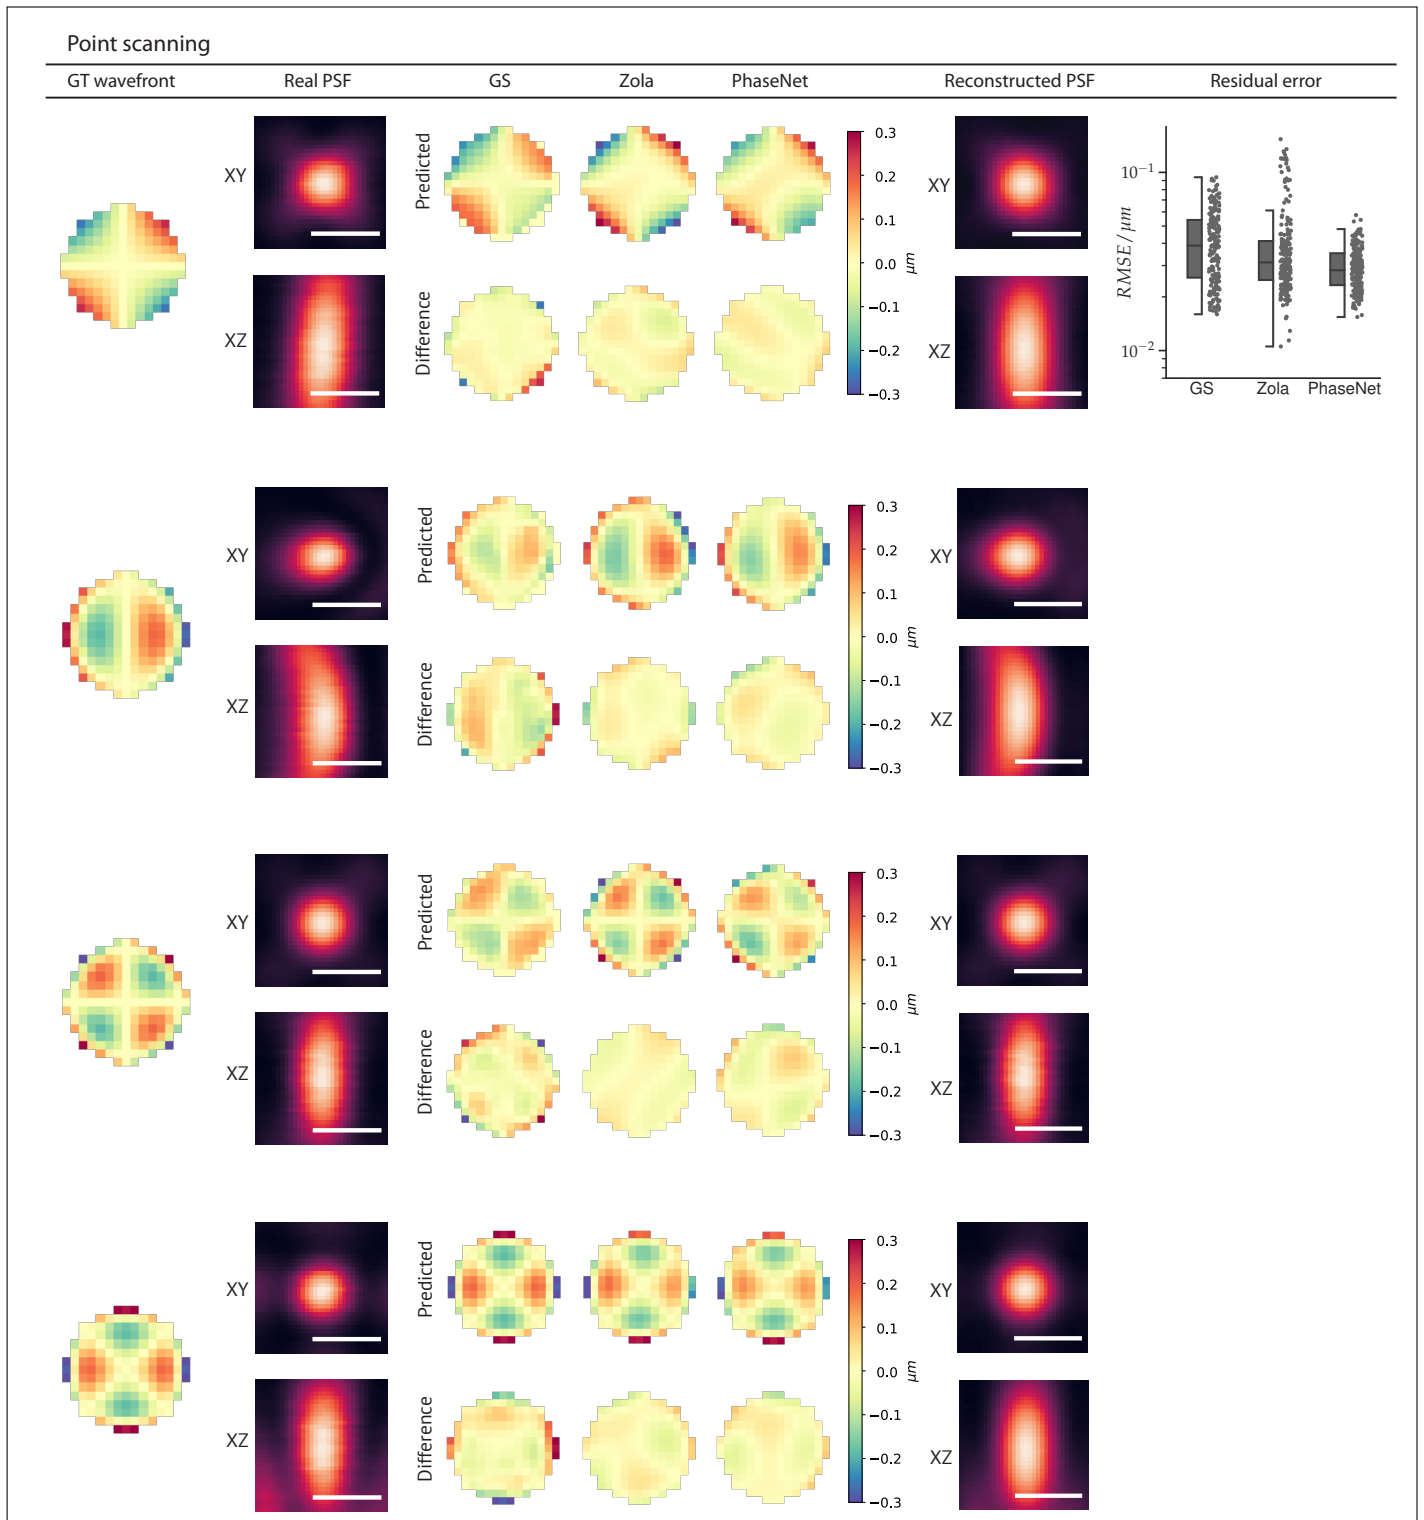 Point scanning
GT wavefront Real PSF GS Zola PhaseNet Reconstructed PSF Residual error
XY Predicted XY
XZ Difference XZ
0.3
0.2
0.1
0.0
−0.1
−0.2
−0.3
μm
RMSE / μm
10⁻¹
10⁻²
GS Zola PhaseNet
XY Predicted XY
XZ Difference XZ
0.3
0.2
0.1
0.0
−0.1
−0.2
−0.3
μm
XY Predicted XY
XZ Difference XZ
0.3
0.2
0.1
0.0
−0.1
−0.2
−0.3
μm
XY Predicted XY
XZ Difference XZ
0.3
0.2
0.1
0.0
−0.1
−0.2
−0.3
μm